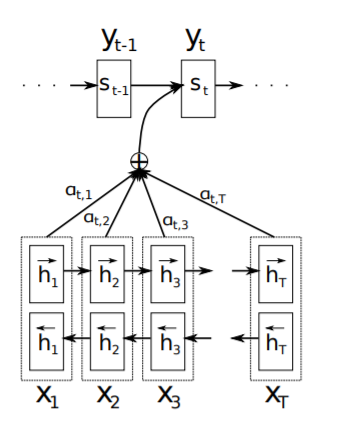 y_{t-1} y_t
. . . s_{t-1} s_t . . .
a_{t,1} a_{t,2} a_{t,3} a_{t,T}
\overrightarrow{h}_1 \overrightarrow{h}_2 \overrightarrow{h}_3 \overrightarrow{h}_T
\overleftarrow{h}_1 \overleftarrow{h}_2 \overleftarrow{h}_3 \overleftarrow{h}_T
x_1 x_2 x_3 x_T